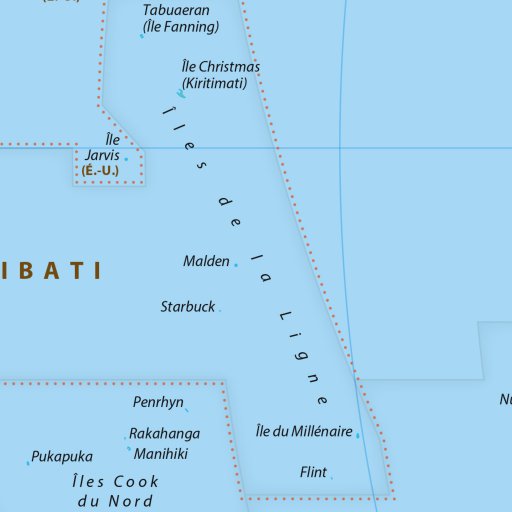 Tabuaeran
(Île Fanning)
Île Christmas
(Kiritimati)
Îles de la Ligne
Île
Jarvis
(É.-U.)
Malden
IBATI
Starbuck
Penrhyn
Rakahanga
Manihiki
Pukapuka
Île du Millénaire
Flint
Îles Cook
du Nord